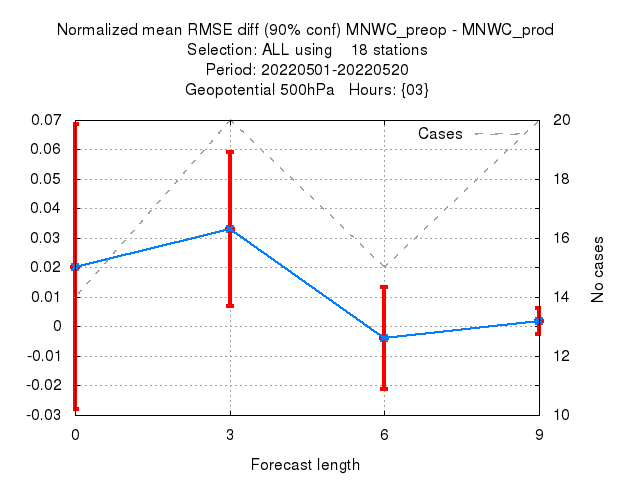 Normalized mean RMSE diff (90% conf) MNWC_preop - MNWC_prod
Selection: ALL using    18 stations
Period: 20220501-20220520
Geopotential 500hPa   Hours: {03}
Cases
0.07
0.06
0.05
0.04
0.03
0.02
0.01
0
-0.01
-0.02
-0.03
20
18
16
14
12
10
No cases
0 3 6 9
Forecast length